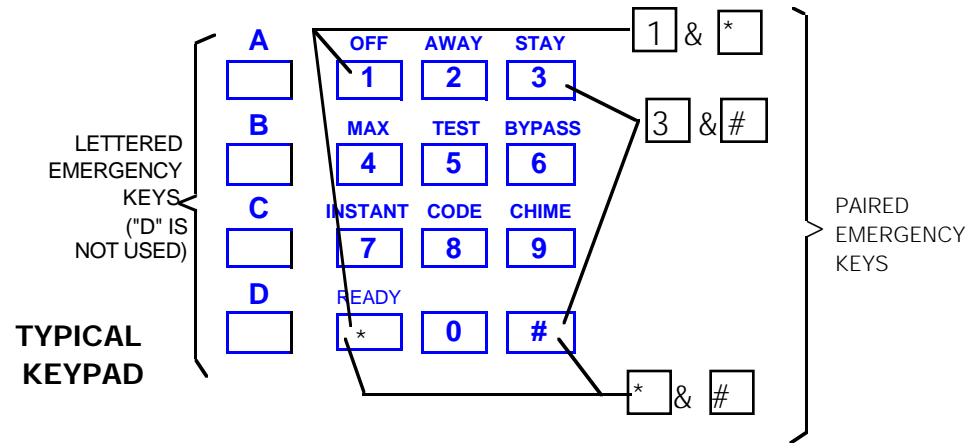 1 & *
A OFF AWAY STAY
1 2 3
3 & #
B MAX TEST BYPASS
4 5 6
LETTERED
EMERGENCY
KEYS
("D" IS
NOT USED)
C INSTANT CODE CHIME
7 8 9
PAIRED
EMERGENCY
KEYS
D READY
* 0 #
TYPICAL
KEYPAD
* & #